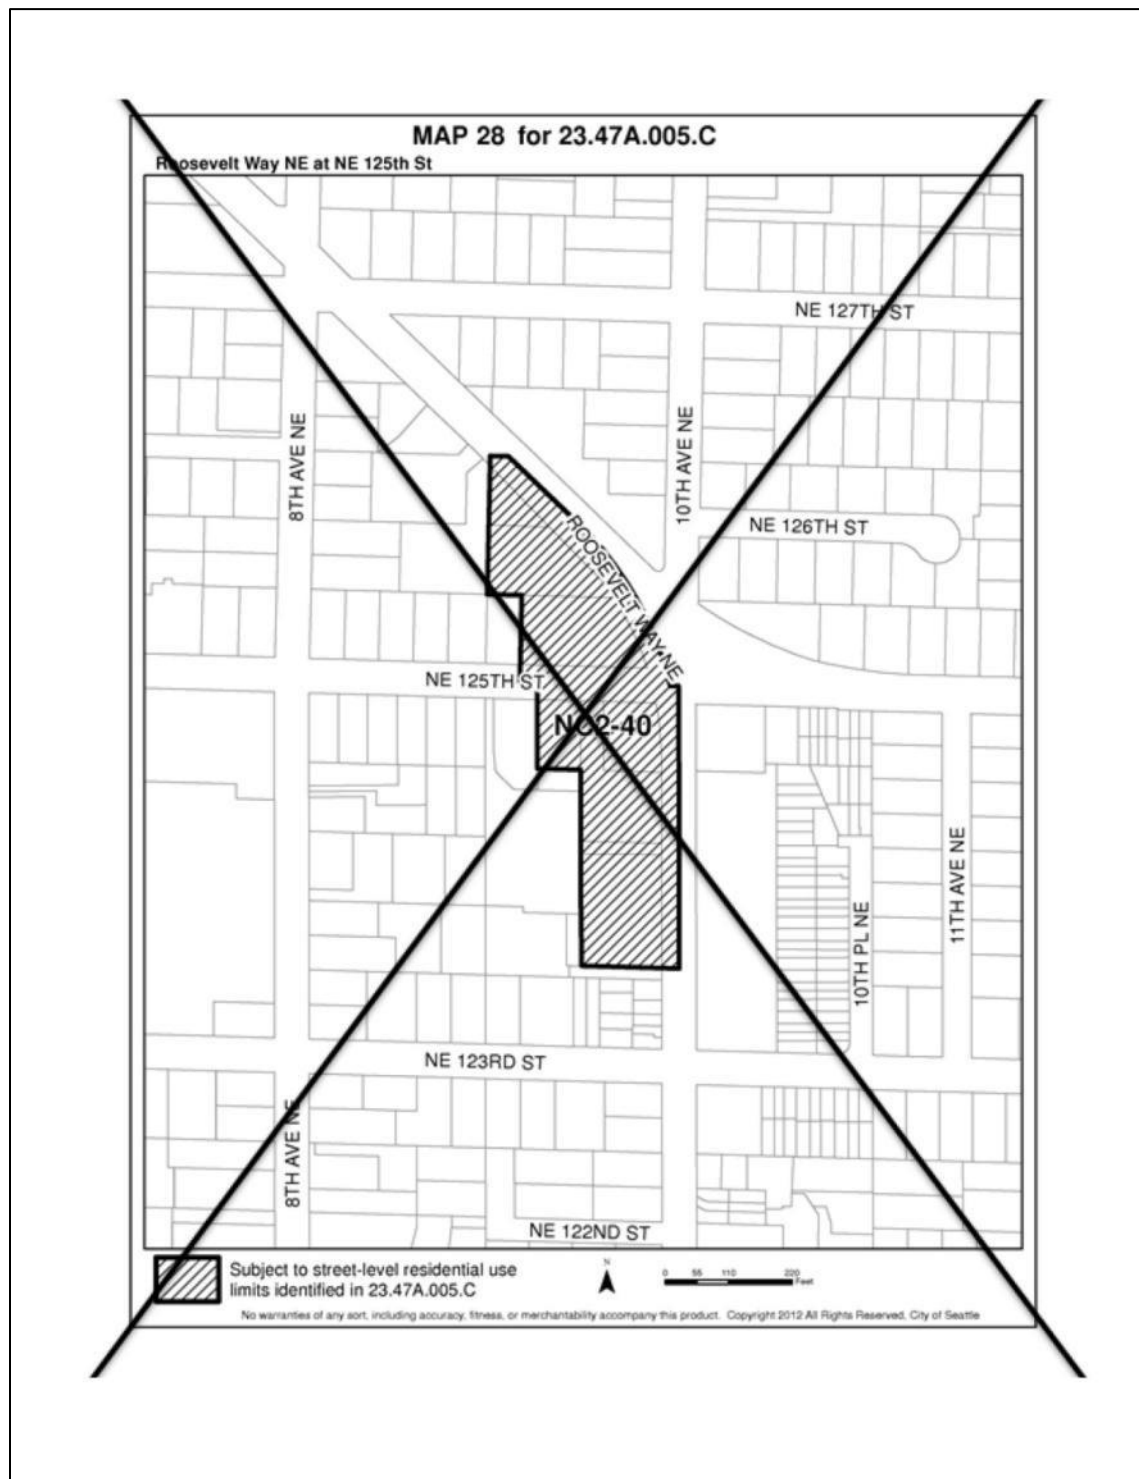 MAP 28 for 23.47A.005.C
Roosevelt Way NE at NE 125th St
NE 127TH ST
8TH AVE NE
10TH AVE NE
NE 126TH ST
ROOSEVELT WAY NE
NE 125TH ST
NC2-40
11TH AVE NE
10TH PL NE
NE 123RD ST
8TH AVE NE
NE 122ND ST
Subject to street-level residential use
limits identified in 23.47A.005.C
N
0 55 110 220
Feet
No warranties of any sort, including accuracy, fitness, or merchantability accompany this product. Copyright 2012 All Rights Reserved, City of Seattle